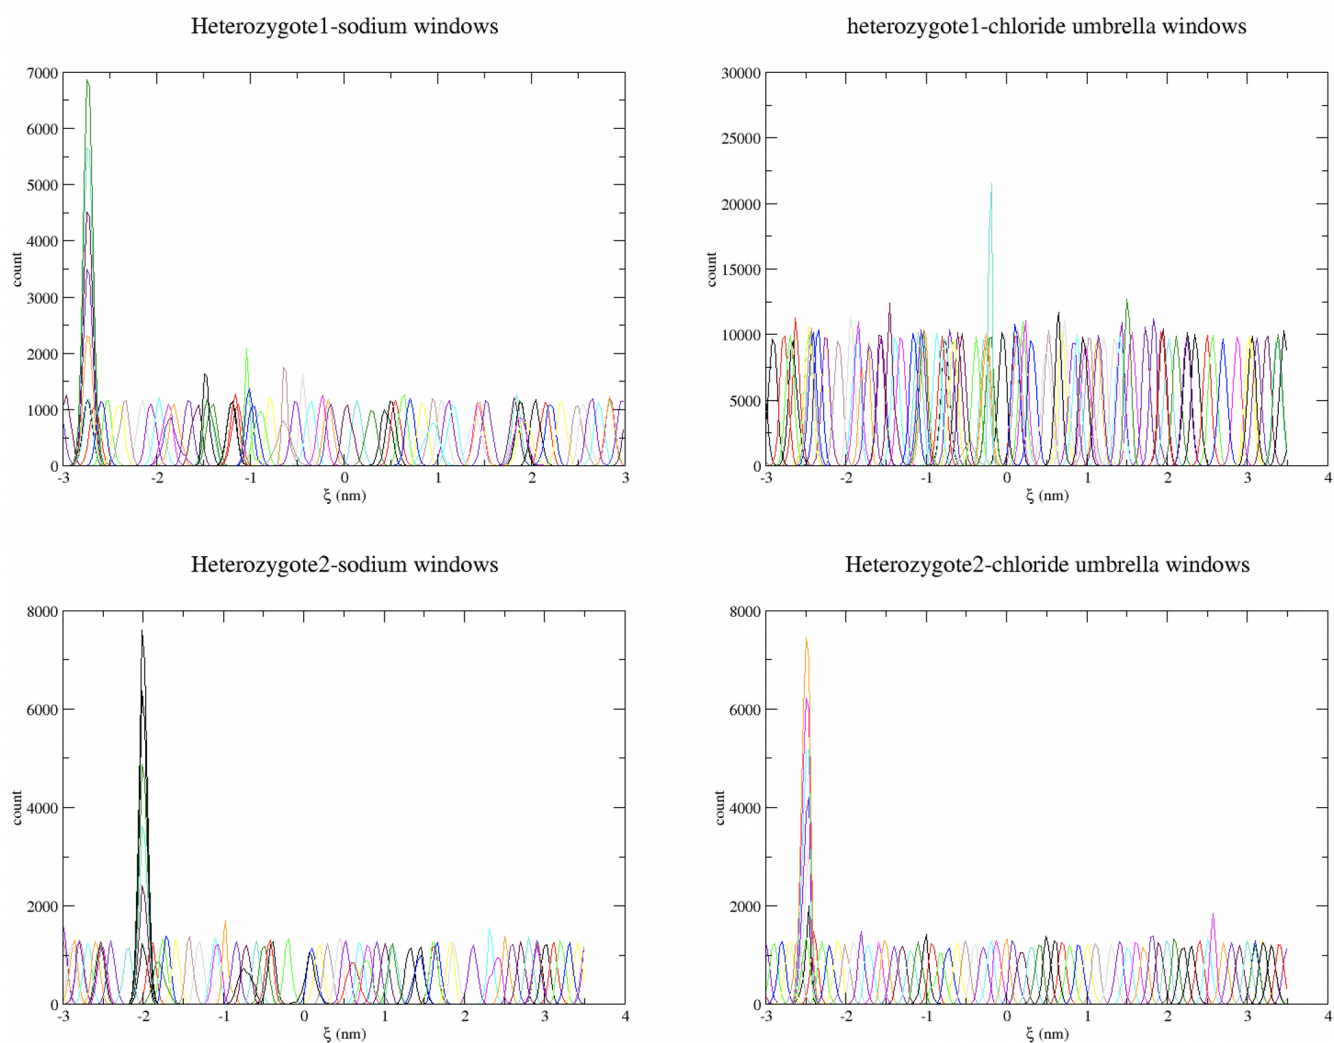 Heterozygote1-sodium windows
7000
6000
5000
4000
3000
2000
1000
0
count
-3 -2 -1 0 1 2 3
ξ (nm)
heterozygote1-chloride umbrella windows
30000
25000
20000
15000
10000
5000
0
count
-3 -2 -1 0 1 2 3 4
ξ (nm)
Heterozygote2-sodium windows
8000
6000
4000
2000
0
count
-3 -2 -1 0 1 2 3 4
ξ (nm)
Heterozygote2-chloride umbrella windows
8000
6000
4000
2000
0
count
-3 -2 -1 0 1 2 3 4
ξ (nm)